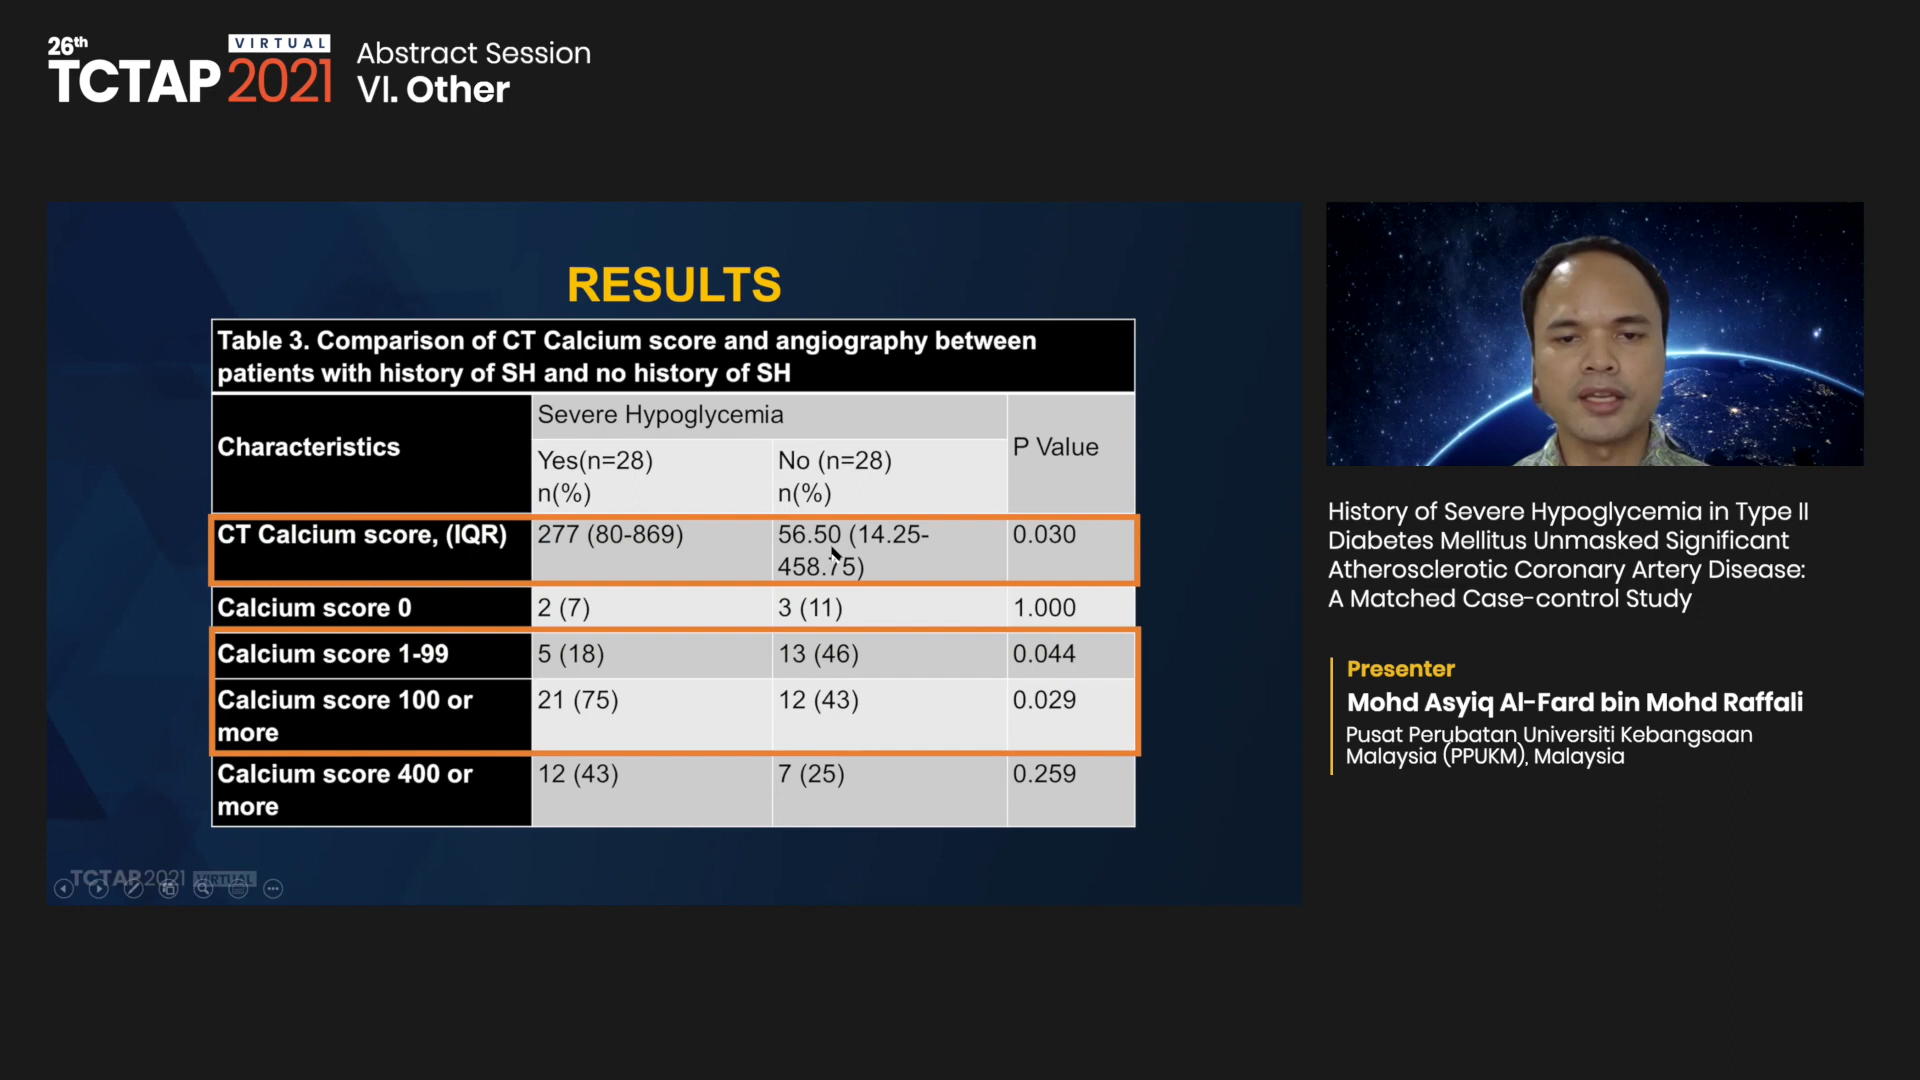 26th
VIRTUAL
TCTAP 2021
Abstract Session
VI. Other
RESULTS
Table 3. Comparison of CT Calcium score and angiography between
patients with history of SH and no history of SH
Characteristics
Severe Hypoglycemia
P Value
Yes(n=28)
n(%)
No (n=28)
n(%)
CT Calcium score, (IQR)
277 (80-869)
56.50 (14.25-
458.75)
0.030
Calcium score 0
2 (7)
3 (11)
1.000
Calcium score 1-99
5 (18)
13 (46)
0.044
Calcium score 100 or
more
21 (75)
12 (43)
0.029
Calcium score 400 or
more
12 (43)
7 (25)
0.259
TCTAP2021 VIRTUAL
History of Severe Hypoglycemia in Type II
Diabetes Mellitus Unmasked Significant
Atherosclerotic Coronary Artery Disease:
A Matched Case-control Study
Presenter
Mohd Asyiq Al-Fard bin Mohd Raffali
Pusat Perubatan Universiti Kebangsaan
Malaysia (PPUKM), Malaysia